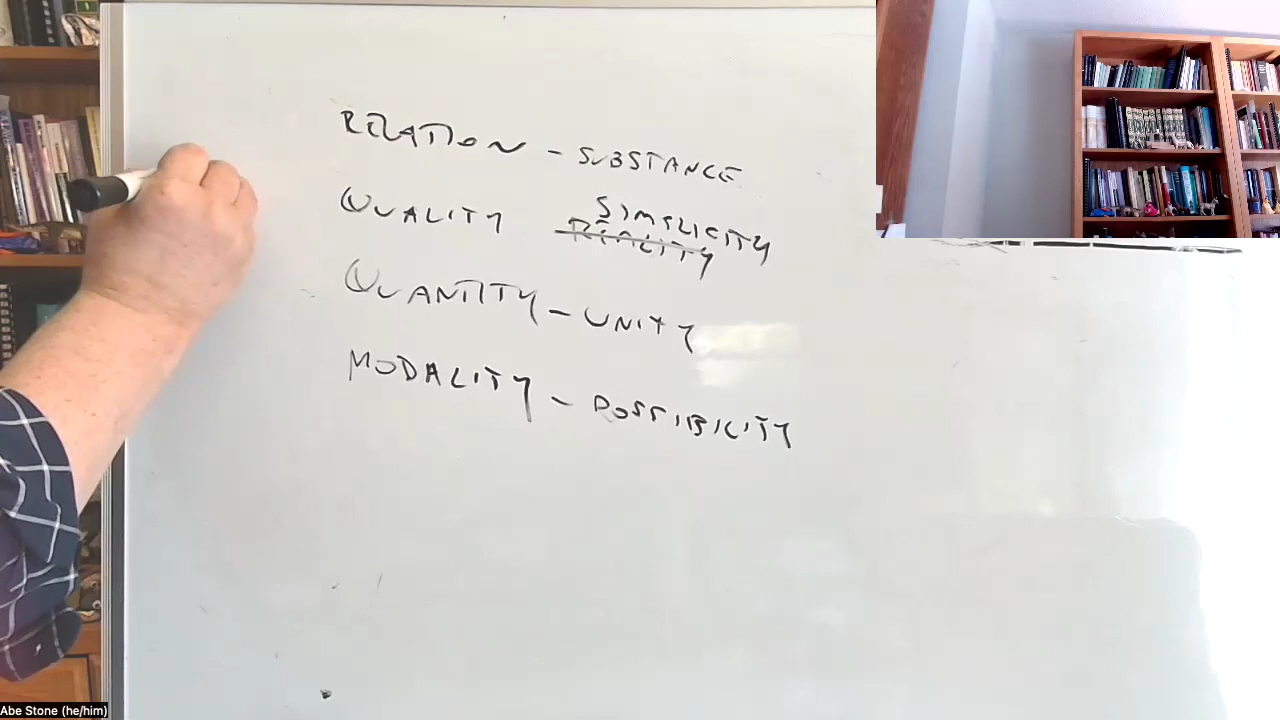 RELATION - SUBSTANCE
SIMPLICITY
QUALITY REALITY
QUANTITY - UNITY
MODALITY - POSSIBILITY
Abe Stone (he/him)